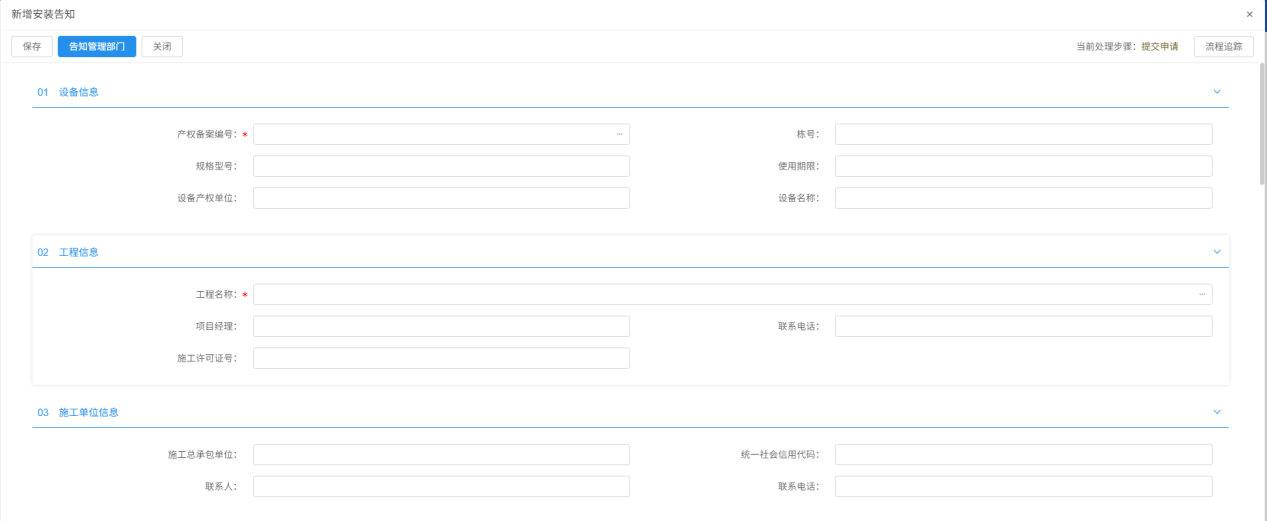 新增安装告知 ×
保存 告知管理部门 关闭 当前处理步骤：提交申请 流程追踪
01 设备信息
产权备案编号：* ... 栋号：
规格型号： 使用期限：
设备产权单位： 设备名称：
02 工程信息
工程名称：* ...
项目经理： 联系电话：
施工许可证号：
03 施工单位信息
施工总承包单位： 统一社会信用代码：
联系人： 联系电话：